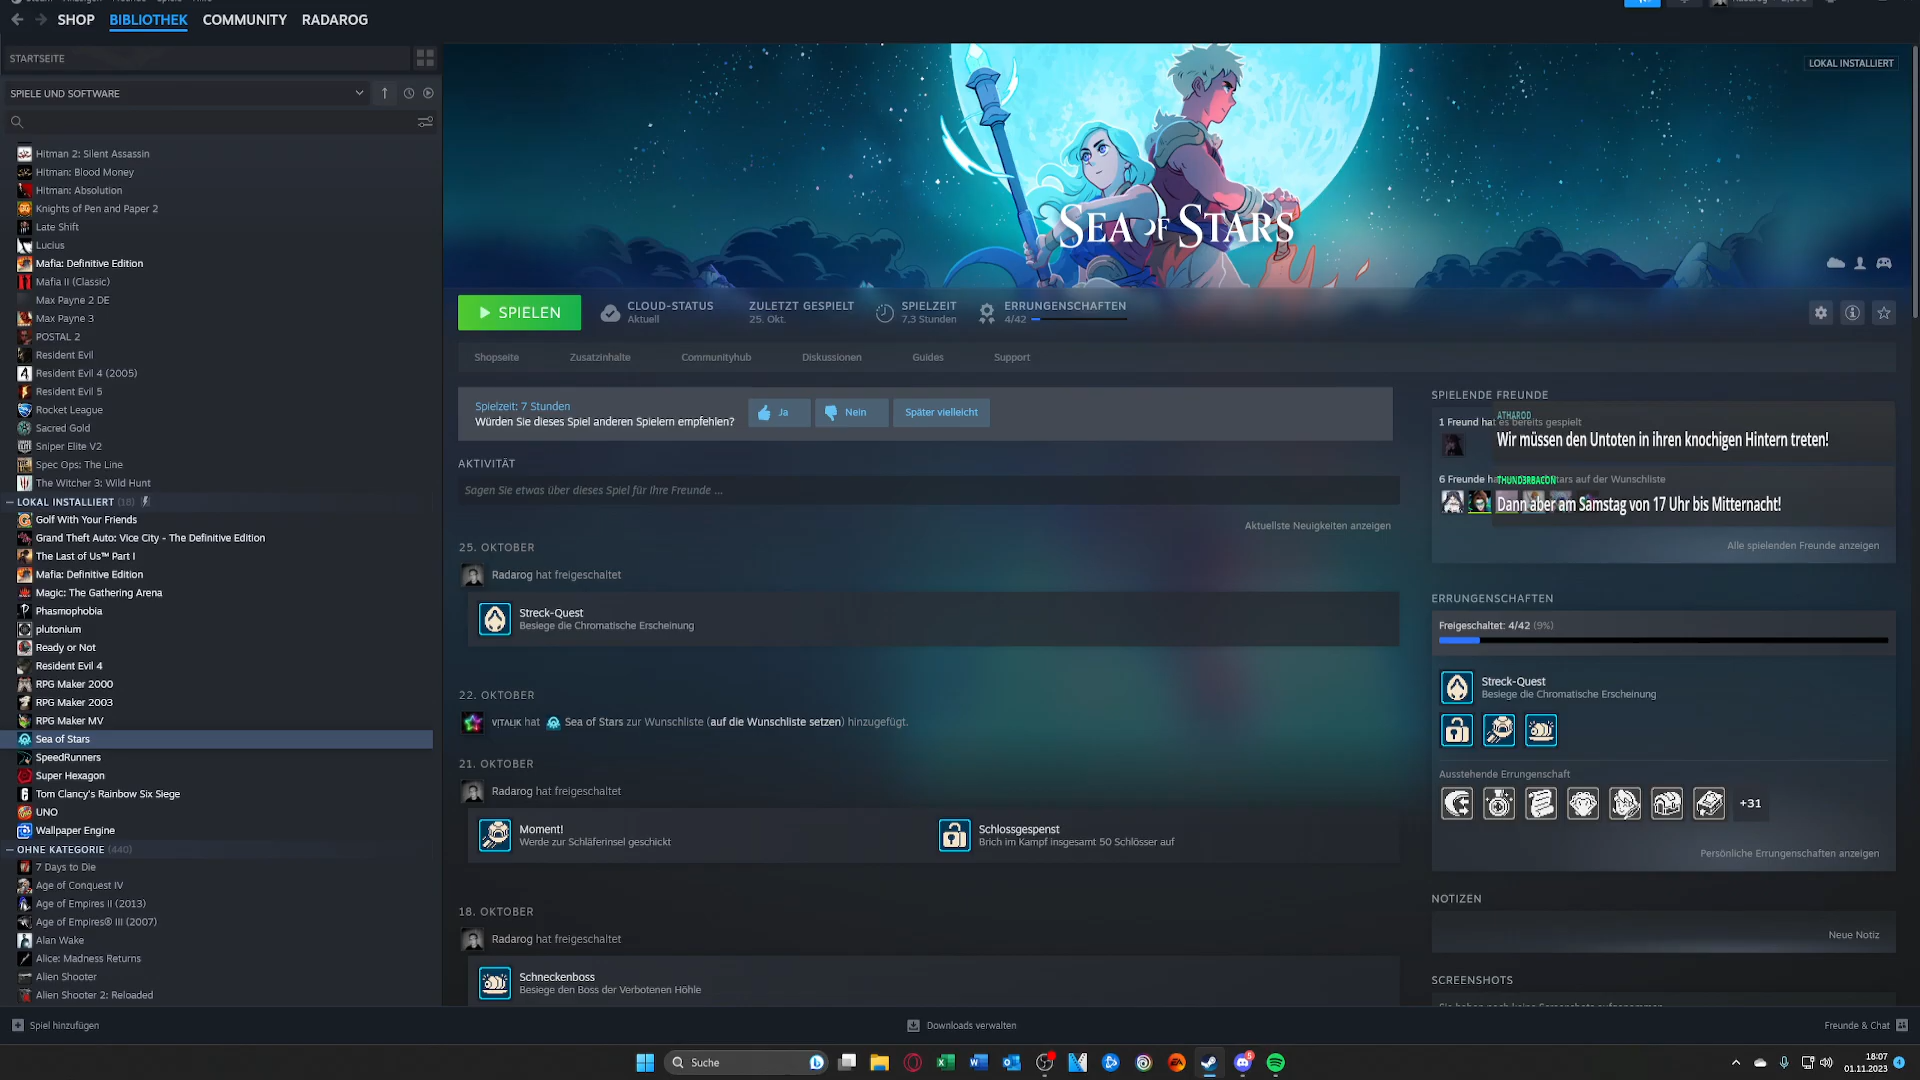 SHOP BIBLIOTHEK COMMUNITY RADAROG
STARTSEITE
SPIELE UND SOFTWARE
Hitman 2: Silent Assassin
Hitman: Blood Money
Hitman: Absolution
Knights of Pen and Paper 2
Late Shift
Lucius
Mafia: Definitive Edition
Mafia II (Classic)
Max Payne 2 DE
Max Payne 3
POSTAL 2
Resident Evil
Resident Evil 4 (2005)
Resident Evil 5
Rocket League
Sacred Gold
Sniper Elite V2
Spec Ops: The Line
The Witcher 3: Wild Hunt
LOKAL INSTALLIERT (18)
Golf With Your Friends
Grand Theft Auto: Vice City - The Definitive Edition
The Last of Us™ Part I
Mafia: Definitive Edition
Magic: The Gathering Arena
Phasmophobia
plutonium
Ready or Not
Resident Evil 4
RPG Maker 2000
RPG Maker 2003
RPG Maker MV
Sea of Stars
SpeedRunners
Super Hexagon
Tom Clancy's Rainbow Six Siege
UNO
Wallpaper Engine
OHNE KATEGORIE (440)
7 Days to Die
Age of Conquest IV
Age of Empires II (2013)
Age of Empires® III (2007)
Alan Wake
Alice: Madness Returns
Alien Shooter
Alien Shooter 2: Reloaded
LOKAL INSTALLIERT
SEA OF STARS
SPIELEN
CLOUD-STATUS
Aktuell
ZULETZT GESPIELT
25. Okt.
SPIELZEIT
7,3 Stunden
ERRUNGENSCHAFTEN
4/42
Shopseite Zusatzinhalte Communityhub Diskussionen Guides Support
Spielzeit: 7 Stunden
Würden Sie dieses Spiel anderen Spielern empfehlen?
Ja Nein Später vielleicht
AKTIVITÄT
Sagen Sie etwas über dieses Spiel für Ihre Freunde ...
Aktuellste Neuigkeiten anzeigen
25. OKTOBER
Radarog hat freigeschaltet
Streck-Quest
Besiege die Chromatische Erscheinung
22. OKTOBER
VITALIK hat Sea of Stars zur Wunschliste (auf die Wunschliste setzen) hinzugefügt.
21. OKTOBER
Radarog hat freigeschaltet
Moment!
Werde zur Schläferinsel geschickt
Schlossgespenst
Brich im Kampf insgesamt 50 Schlösser auf
18. OKTOBER
Radarog hat freigeschaltet
Schneckenboss
Besiege den Boss der Verbotenen Höhle
SPIELENDE FREUNDE
ATHAROD
1 Freund hat es bereits gespielt
Wir müssen den Untoten in ihren knochigen Hintern treten!
6 Freunde auf der Wunschliste
THUND3RBACON
Dann aber am Samstag von 17 Uhr bis Mitternacht!
Alle spielenden Freunde anzeigen
ERRUNGENSCHAFTEN
Freigeschaltet: 4/42 (9%)
Streck-Quest
Besiege die Chromatische Erscheinung
Ausstehende Errungenschaft
+31
Persönliche Errungenschaften anzeigen
NOTIZEN
Neue Notiz
SCREENSHOTS
Spiel hinzufügen
Downloads verwalten
Freunde & Chat
Suche
5
18:07
01.11.2023
4